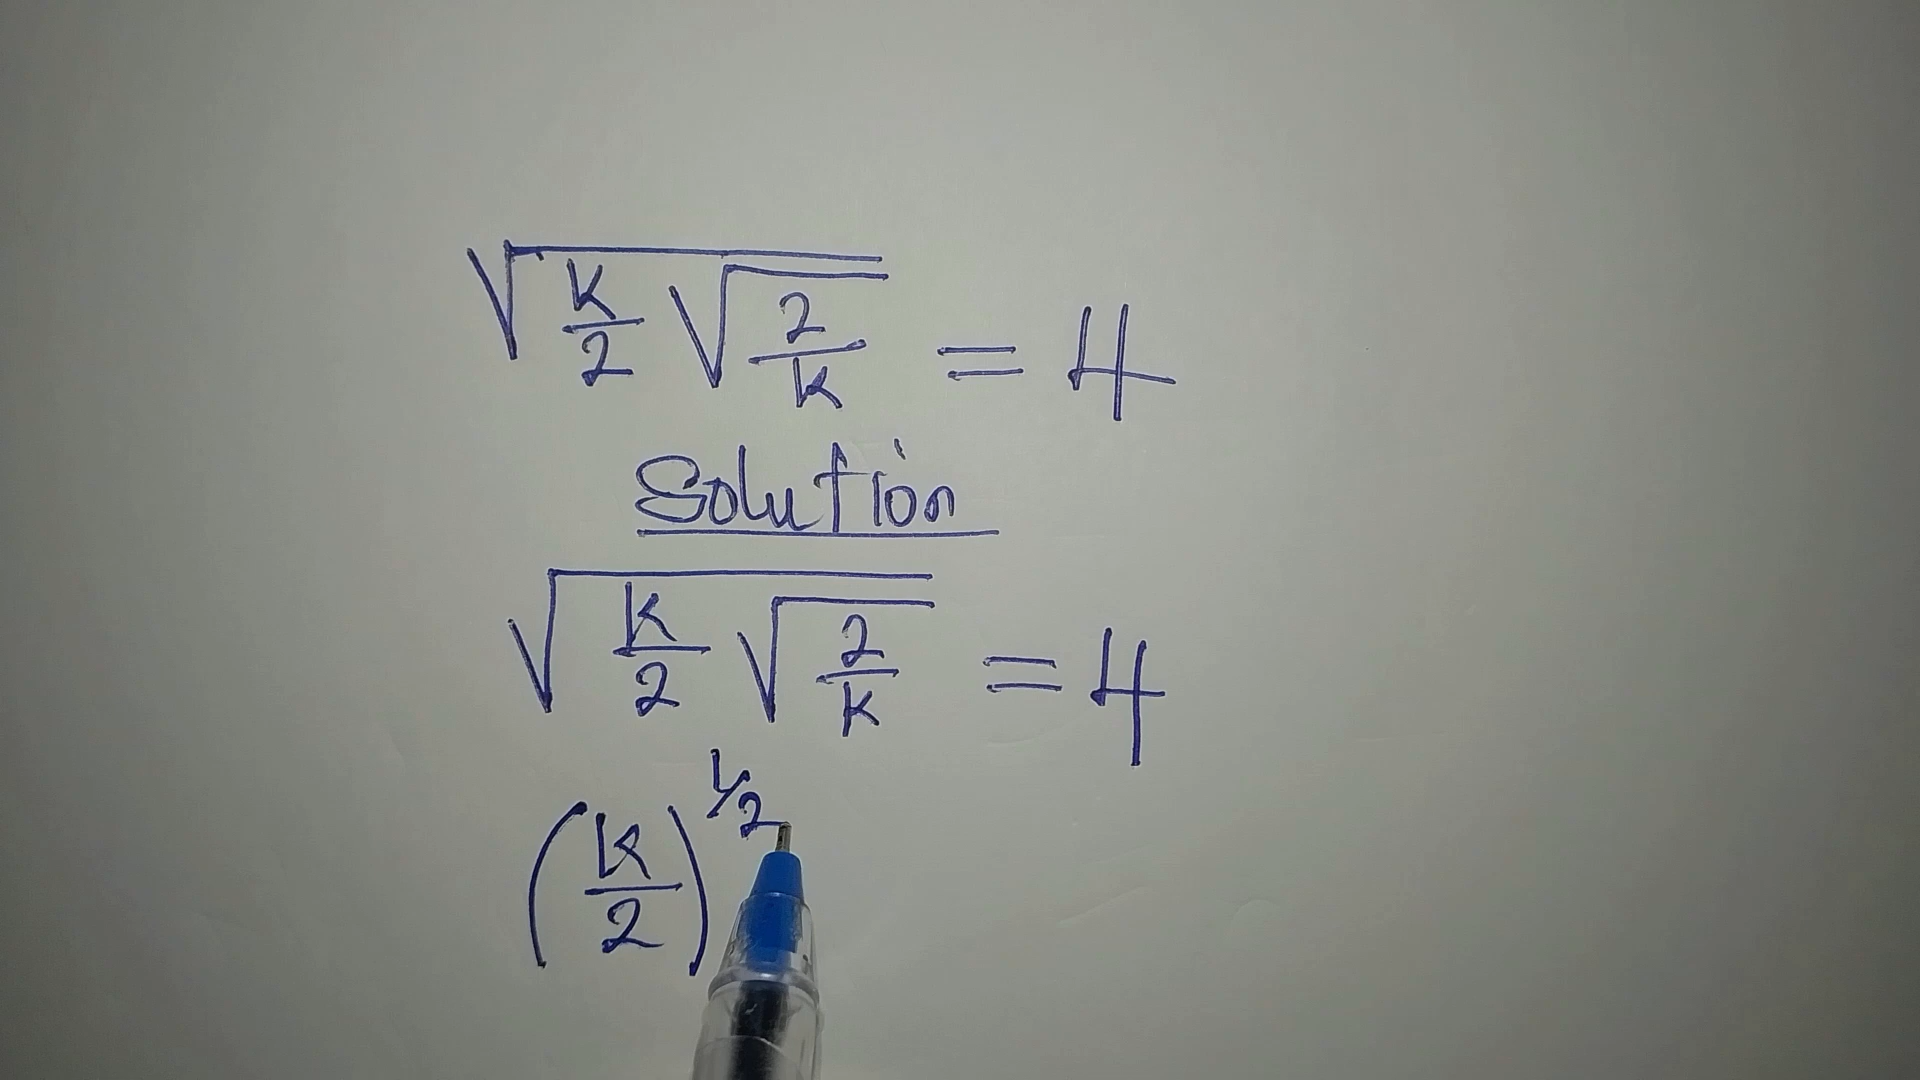 √(K/2 √(2/K)) = 4
Solution
√(K/2 √(2/K)) = 4
(K/2)^1/2